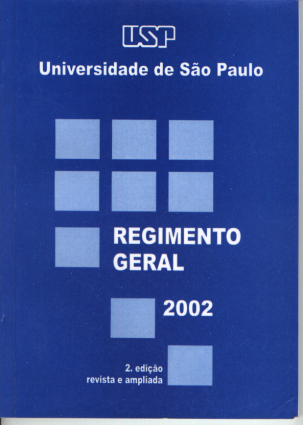 USP
Universidade de São Paulo
REGIMENTO
GERAL
2002
2. edição
revista e ampliada